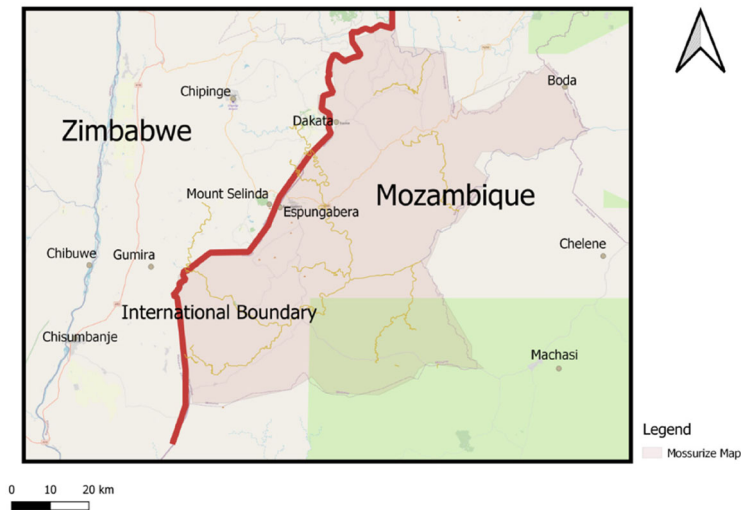 Boda
Chipinge
Dakata
Zimbabwe
Mount Selinda
Mozambique
Espungabera
Chibuwe
Gumira
Chelene
International Boundary
Chisumbanje
Machasi
Legend
Mossurize Map
0 10 20 km